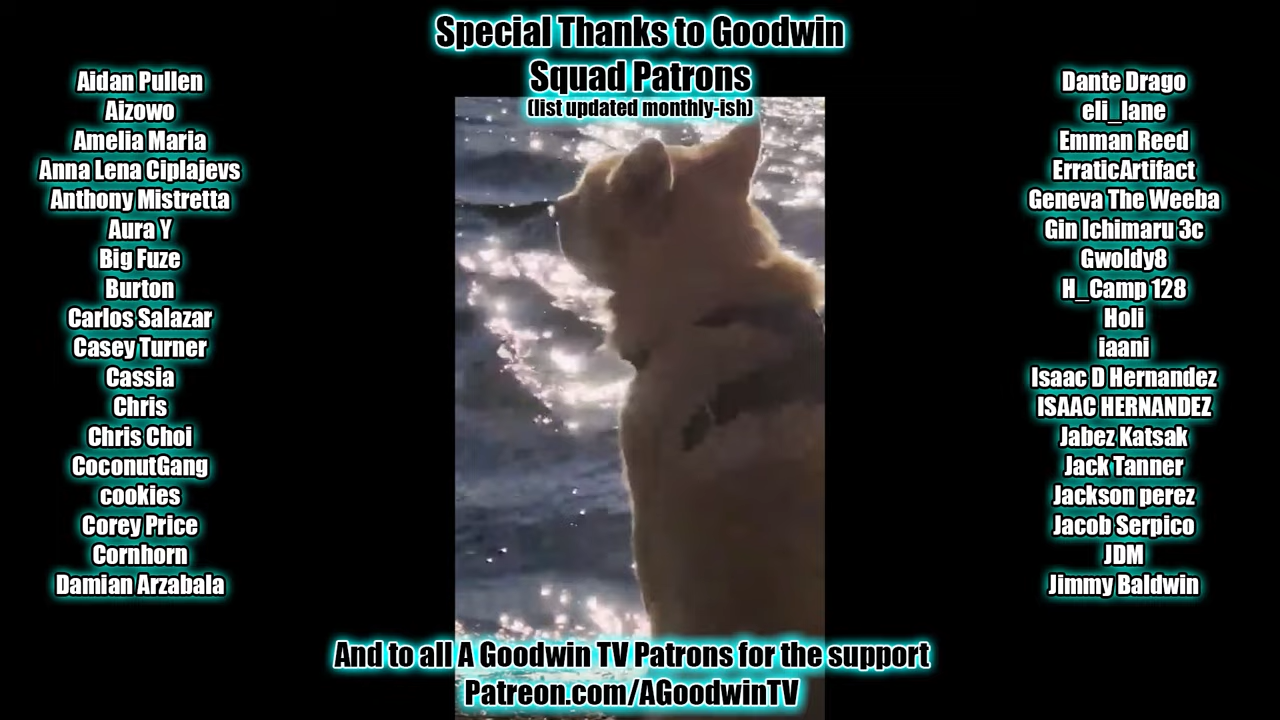 Special Thanks to Goodwin
Squad Patrons
(list updated monthly-ish)
Aidan Pullen
Aizowo
Amelia Maria
Anna Lena Ciplajevs
Anthony Mistretta
Aura Y
Big Fuze
Burton
Carlos Salazar
Casey Turner
Cassia
Chris
Chris Choi
CoconutGang
cookies
Corey Price
Cornhorn
Damian Arzabala
Dante Drago
eli_lane
Emman Reed
ErraticArtifact
Geneva The Weeba
Gin Ichimaru 3c
Gwoldy8
H_Camp 128
Holi
iaani
Isaac D Hernandez
ISAAC HERNANDEZ
Jabez Katsak
Jack Tanner
Jackson perez
Jacob Serpico
JDM
Jimmy Baldwin
And to all A Goodwin TV Patrons for the support
Patreon.com/AGoodwinTV